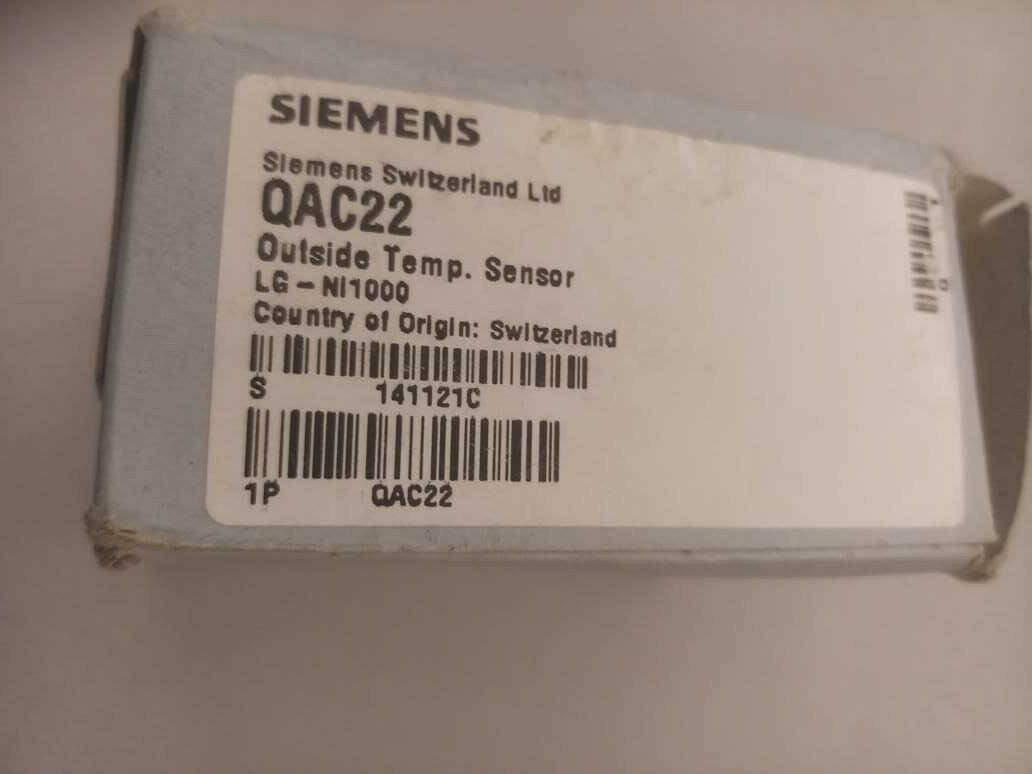 SIEMENS
Siemens Switzerland Ltd
QAC22
Outside Temp. Sensor
LG-NI1000
Country of Origin: Switzerland
S 141121C
1P QAC22